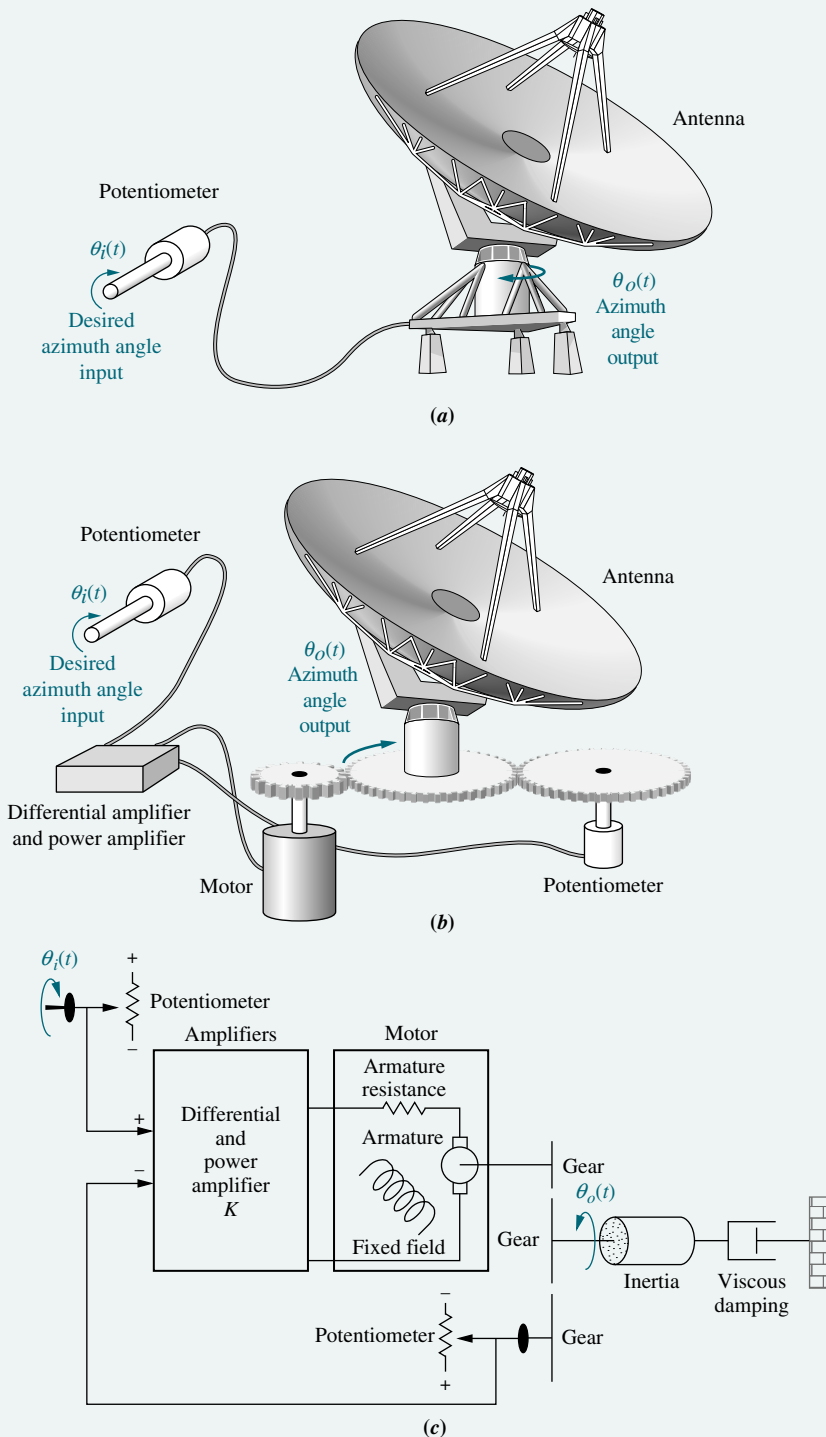 Antenna
Potentiometer
θi(t)
Desired
azimuth angle
input
θo(t)
Azimuth
angle
output
(a)
Potentiometer
Antenna
θi(t)
Desired
azimuth angle
input
θo(t)
Azimuth
angle
output
Differential amplifier
and power amplifier
Motor
Potentiometer
(b)
θi(t)
+
Potentiometer
−
Amplifiers
Motor
Armature
resistance
+
Differential
and
power
amplifier
K
−
Armature
Fixed field
Gear
θo(t)
Gear
Inertia
Viscous
damping
−
Potentiometer
+
Gear
(c)